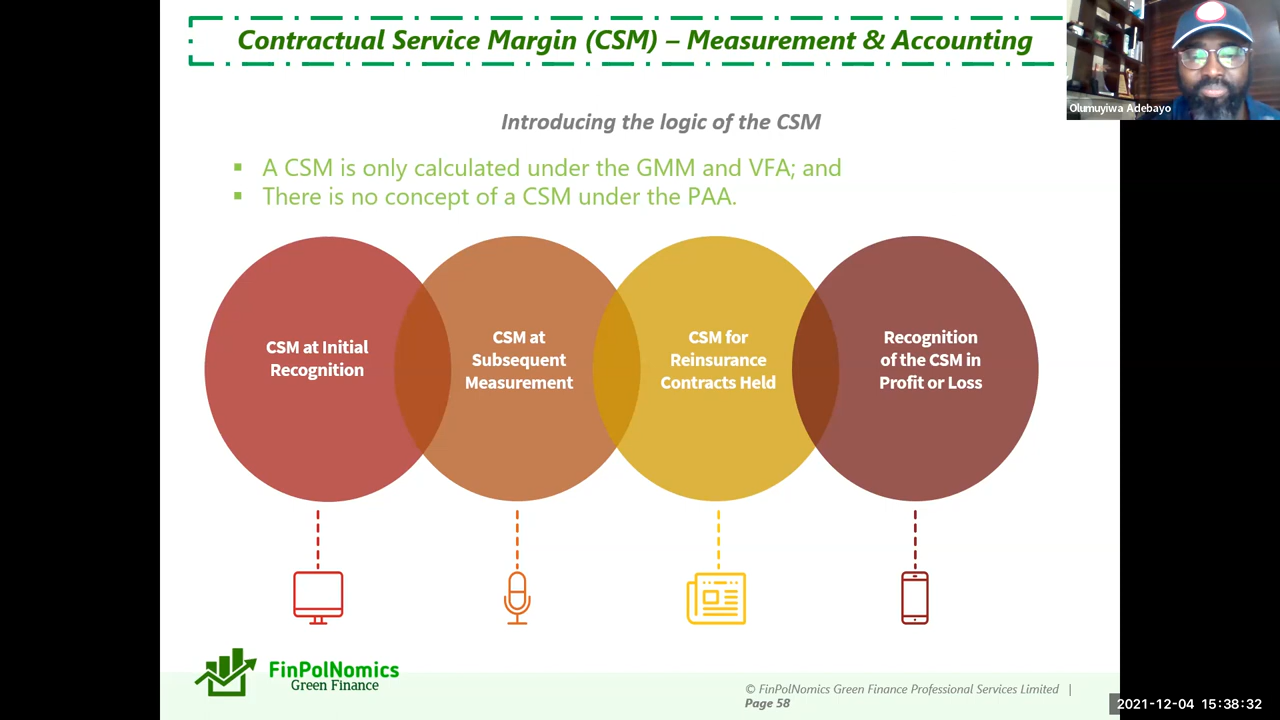 Contractual Service Margin (CSM) – Measurement & Accounting
Olumuyiwa Adebayo
Introducing the logic of the CSM
▪ A CSM is only calculated under the GMM and VFA; and
▪ There is no concept of a CSM under the PAA.
CSM at Initial
Recognition
CSM at
Subsequent
Measurement
CSM for
Reinsurance
Contracts Held
Recognition
of the CSM in
Profit or Loss
FinPolNomics
Green Finance
© FinPolNomics Green Finance Professional Services Limited |
Page 58
2021-12-04 15:38:32